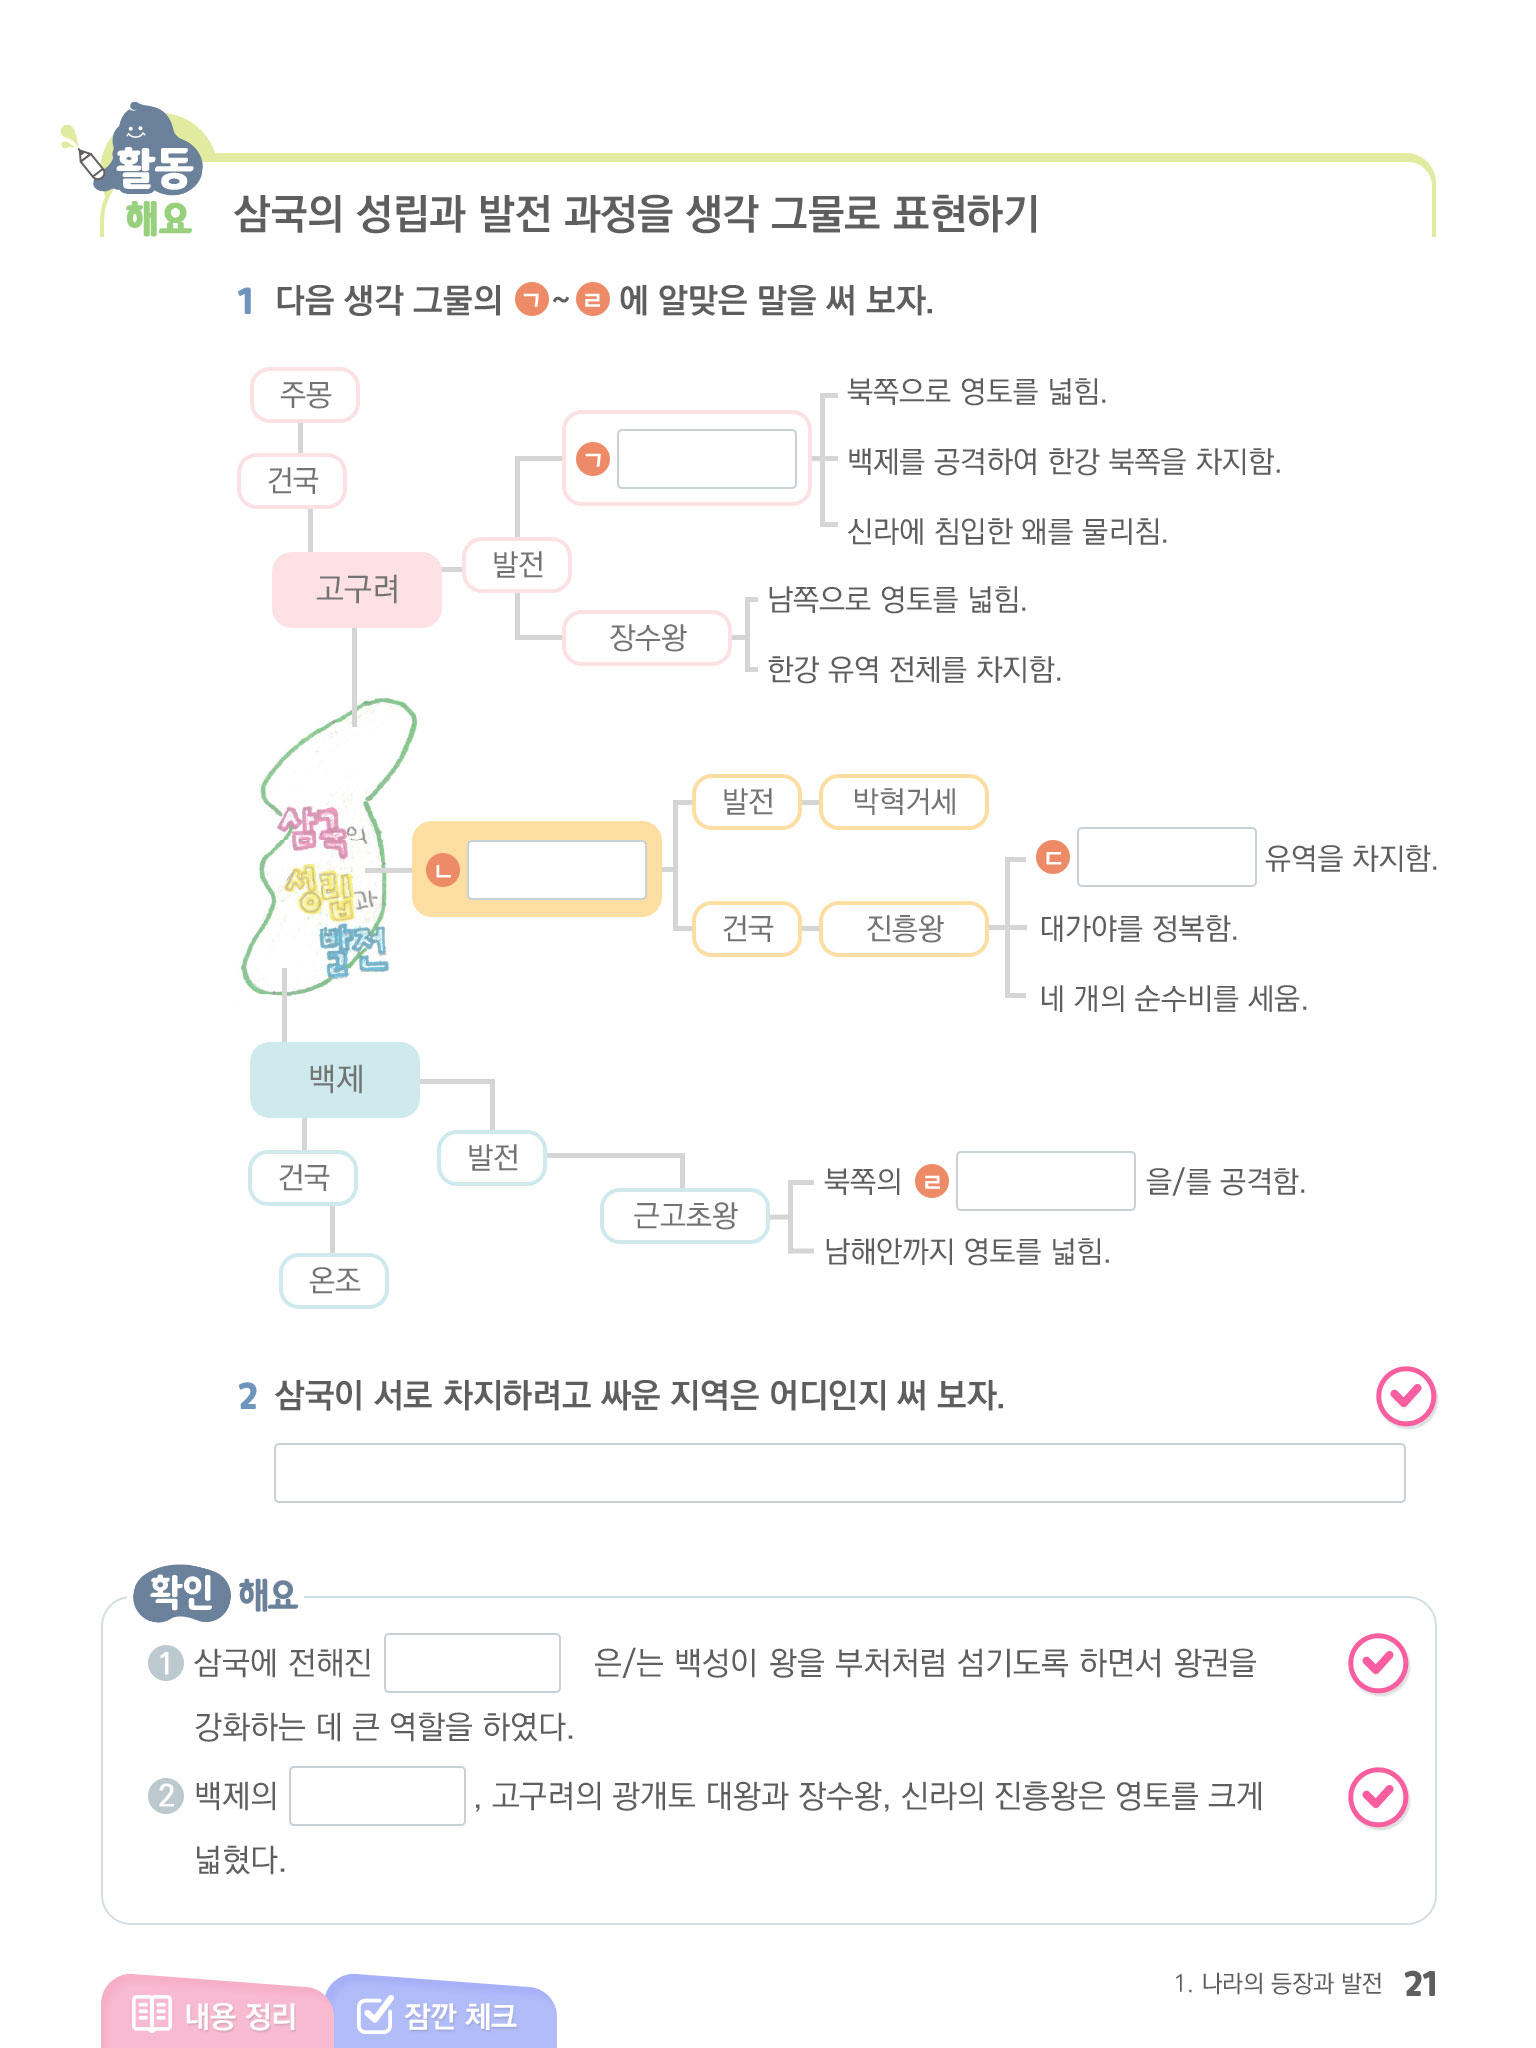 활동
해요
삼국의 성립과 발전 과정을 생각 그물로 표현하기
1 다음 생각 그물의 ㄱ~ㄹ에 알맞은 말을 써 보자.
주몽
건국
고구려
발전
ㄱ
북쪽으로 영토를 넓힘.
백제를 공격하여 한강 북쪽을 차지함.
신라에 침입한 왜를 물리침.
장수왕
남쪽으로 영토를 넓힘.
한강 유역 전체를 차지함.
삼국의
성립과
발전
ㄴ
발전
박혁거세
건국
진흥왕
ㄷ 유역을 차지함.
대가야를 정복함.
네 개의 순수비를 세움.
백제
건국
온조
발전
근고초왕
북쪽의 ㄹ 을/를 공격함.
남해안까지 영토를 넓힘.
2 삼국이 서로 차지하려고 싸운 지역은 어디인지 써 보자.
확인 해요
1 삼국에 전해진 은/는 백성이 왕을 부처처럼 섬기도록 하면서 왕권을
강화하는 데 큰 역할을 하였다.
2 백제의 , 고구려의 광개토 대왕과 장수왕, 신라의 진흥왕은 영토를 크게
넓혔다.
1. 나라의 등장과 발전 21
내용 정리
잠깐 체크